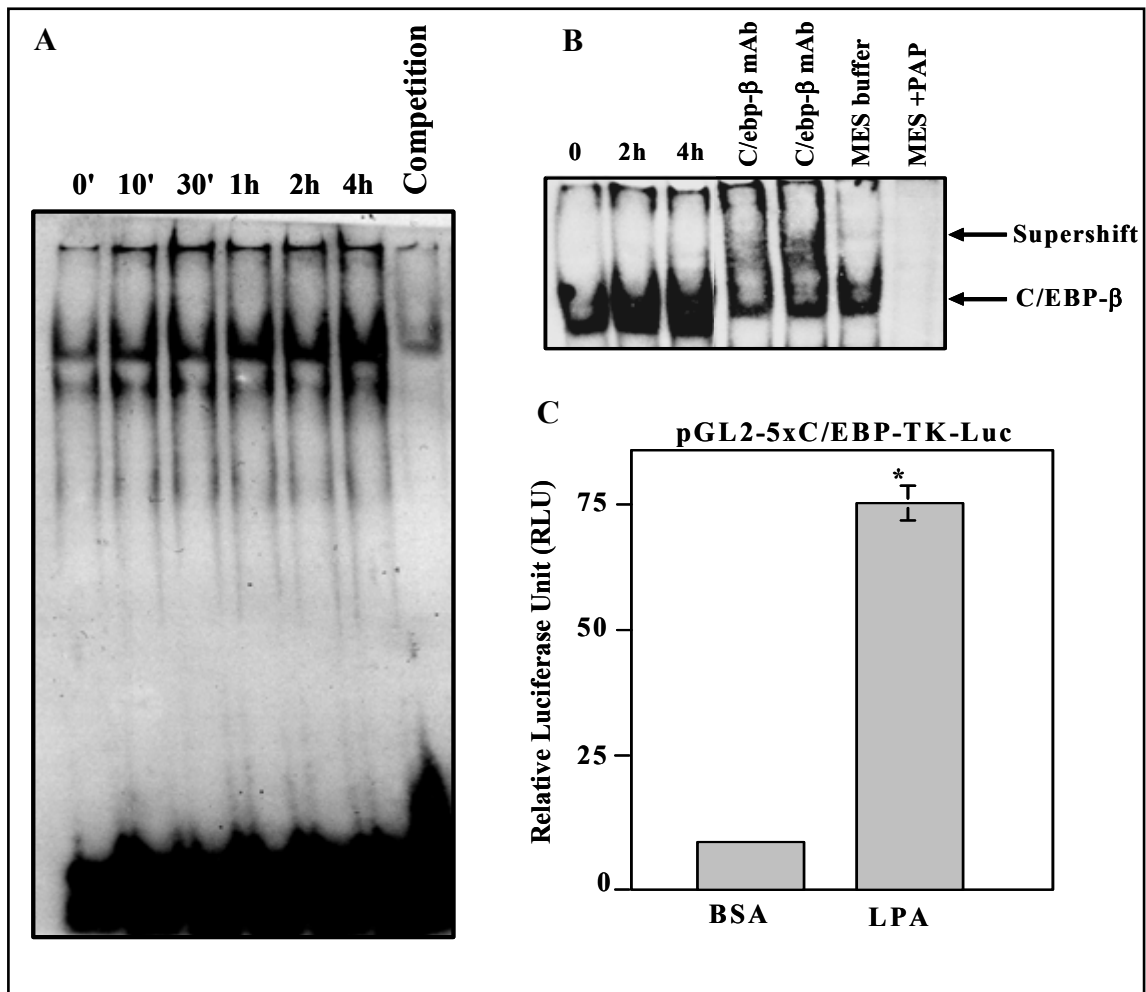 A
0' 10' 30' 1h 2h 4h Competition
B
0 2h 4h C/ebp-β mAb C/ebp-β mAb MES buffer MES +PAP
Supershift
C/EBP-β
C
pGL2-5xC/EBP-TK-Luc
Relative Luciferase Unit (RLU)
75
50
25
0
*
BSA LPA